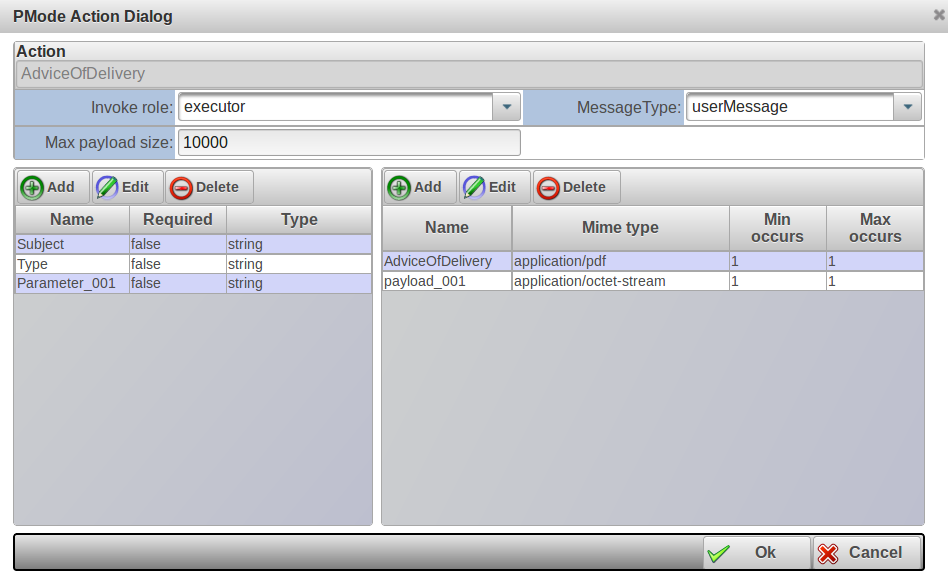 PMode Action Dialog
Action
AdviceOfDelivery
Invoke role: executor MessageType: userMessage
Max payload size: 10000
Add Edit Delete Add Edit Delete
Name Required Type Name Mime type Min occurs Max occurs
Subject false string AdviceOfDelivery application/pdf 1 1
Type false string payload_001 application/octet-stream 1 1
Parameter_001 false string
Ok Cancel